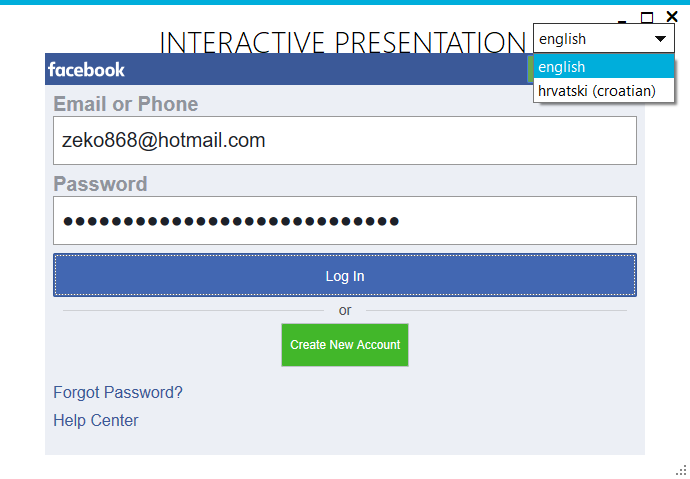 INTERACTIVE PRESENTATION
english
english
hrvatski (croatian)
facebook
Email or Phone
zeko868@hotmail.com
Password
Log In
or
Create New Account
Forgot Password?
Help Center